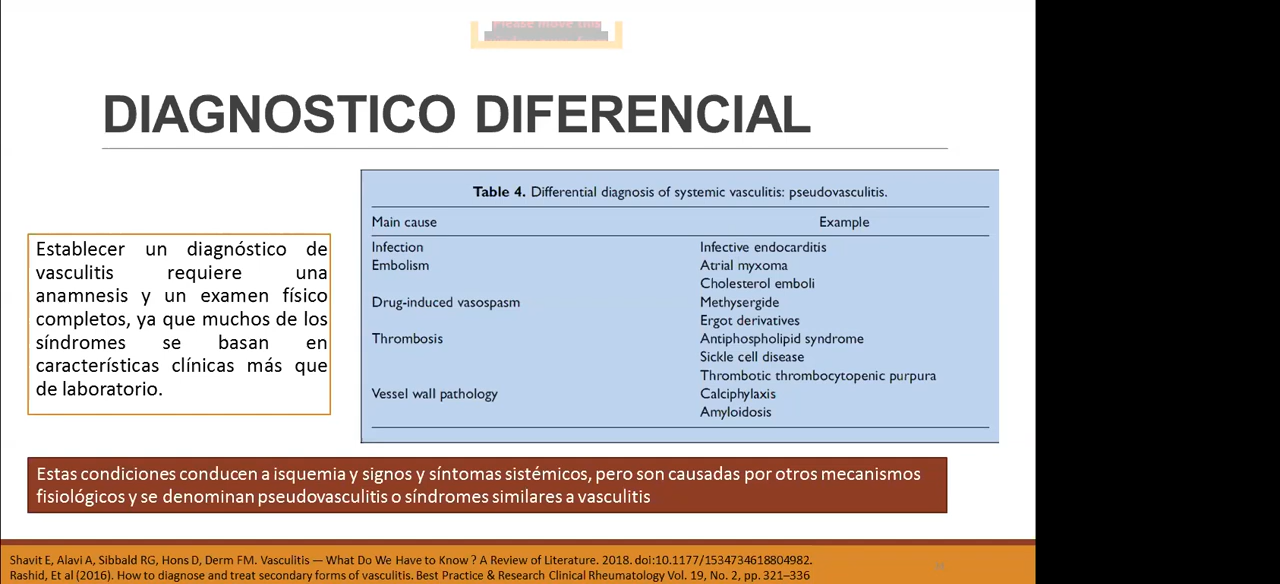 Please move this
DIAGNOSTICO DIFERENCIAL
Establecer un diagnóstico de
vasculitis requiere una
anamnesis y un examen físico
completos, ya que muchos de los
síndromes se basan en
características clínicas más que
de laboratorio.
Table 4. Differential diagnosis of systemic vasculitis: pseudovasculitis.
Main cause Example
Infection Infective endocarditis
Embolism Atrial myxoma
Cholesterol emboli
Drug-induced vasospasm Methysergide
Ergot derivatives
Thrombosis Antiphospholipid syndrome
Sickle cell disease
Thrombotic thrombocytopenic purpura
Vessel wall pathology Calciphylaxis
Amyloidosis
Estas condiciones conducen a isquemia y signos y síntomas sistémicos, pero son causadas por otros mecanismos
fisiológicos y se denominan pseudovasculitis o síndromes similares a vasculitis
Shavit E, Alavi A, Sibbald RG, Hons D, Derm FM. Vasculitis — What Do We Have to Know ? A Review of Literature. 2018. doi:10.1177/1534734618804982.
Rashid, Et al (2016). How to diagnose and treat secondary forms of vasculitis. Best Practice & Research Clinical Rheumatology Vol. 19, No. 2, pp. 321–336